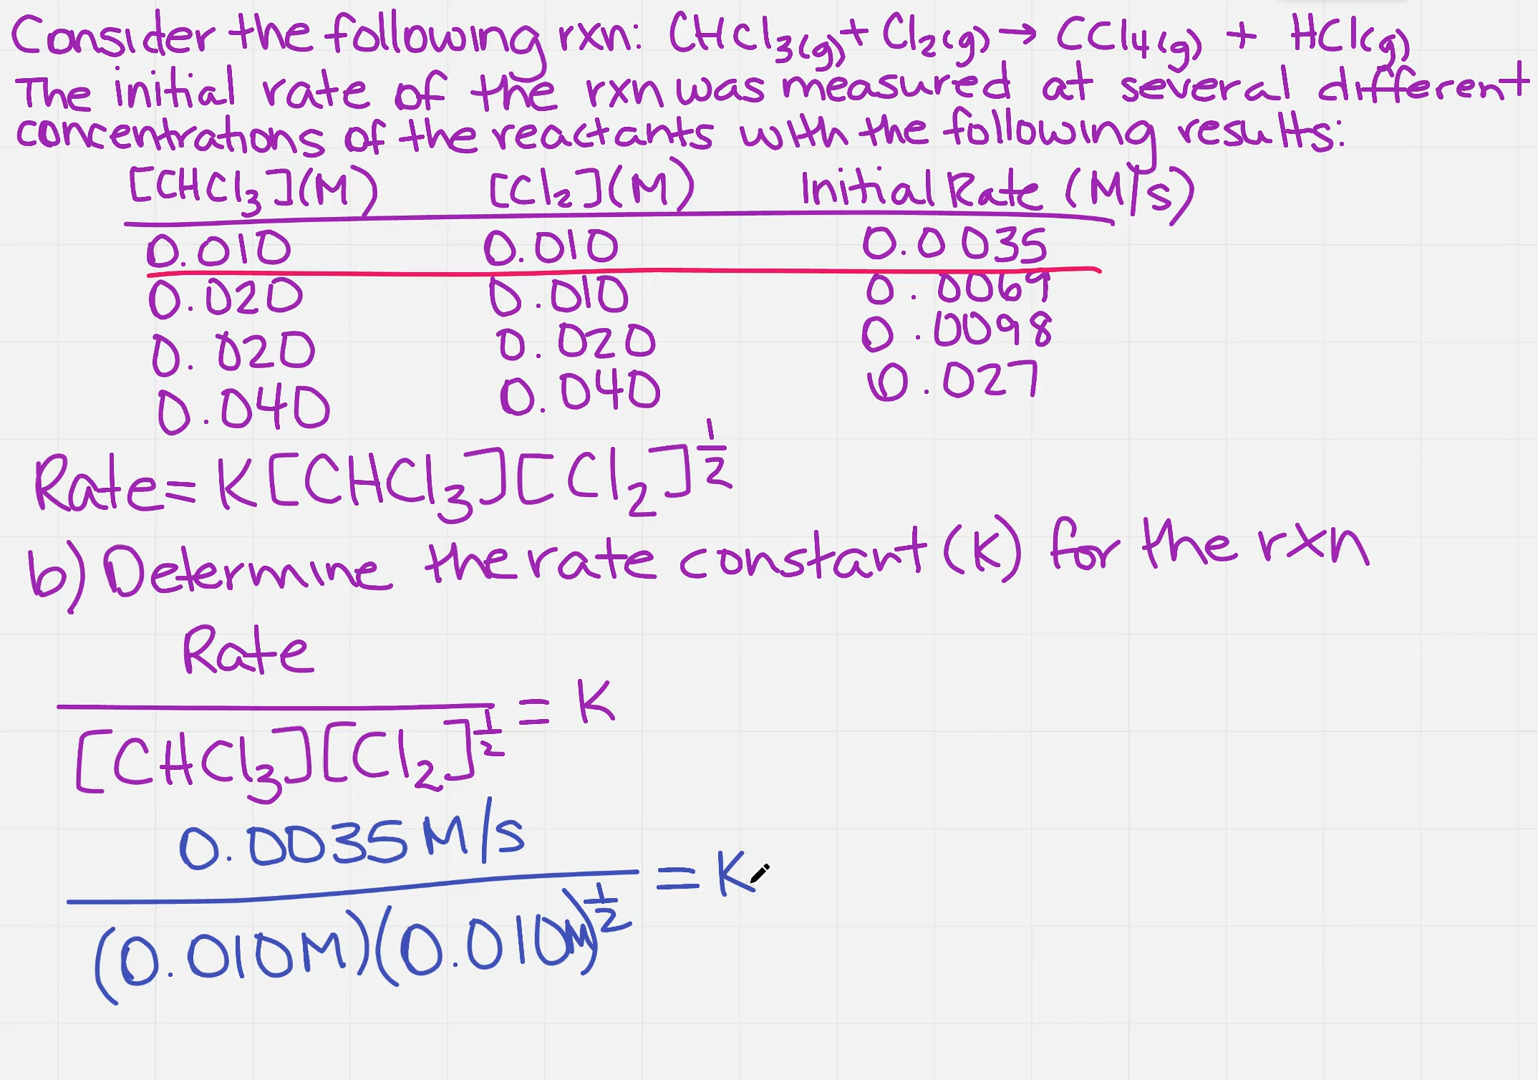 Consider the following rxn: CHCl₃(g) + Cl₂(g) → CCl₄(g) + HCl(g)
The initial rate of the rxn was measured at several different
concentrations of the reactants with the following results:
[CHCl₃](M) [Cl₂](M) Initial Rate (M/s)
0.010 0.010 0.0035
0.020 0.010 0.0069
0.020 0.020 0.0098
0.040 0.040 0.027
Rate = K[CHCl₃][Cl₂]^½
b) Determine the rate constant (K) for the rxn
Rate
= K
[CHCl₃][Cl₂]^½
0.0035 M/s
= K
(0.010M)(0.010M)^½